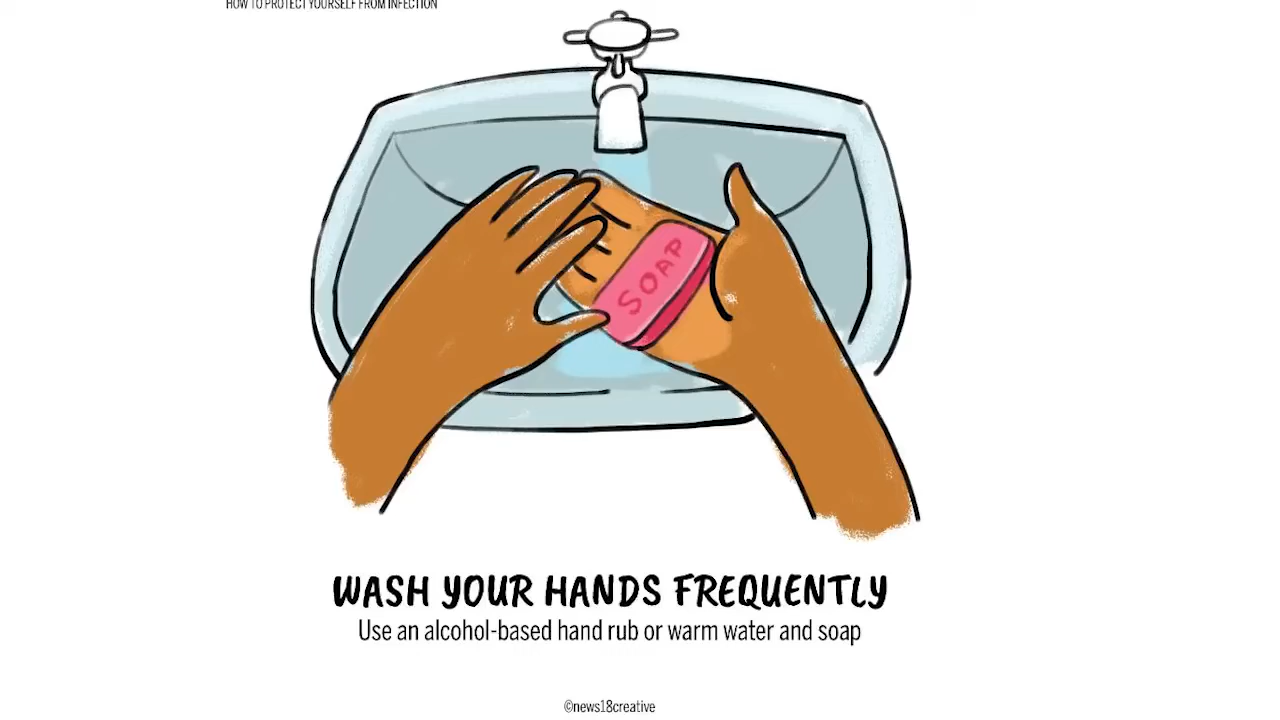 HOW TO PROTECT YOURSELF FROM INFECTION
SOAP
WASH YOUR HANDS FREQUENTLY
Use an alcohol-based hand rub or warm water and soap
©news18creative